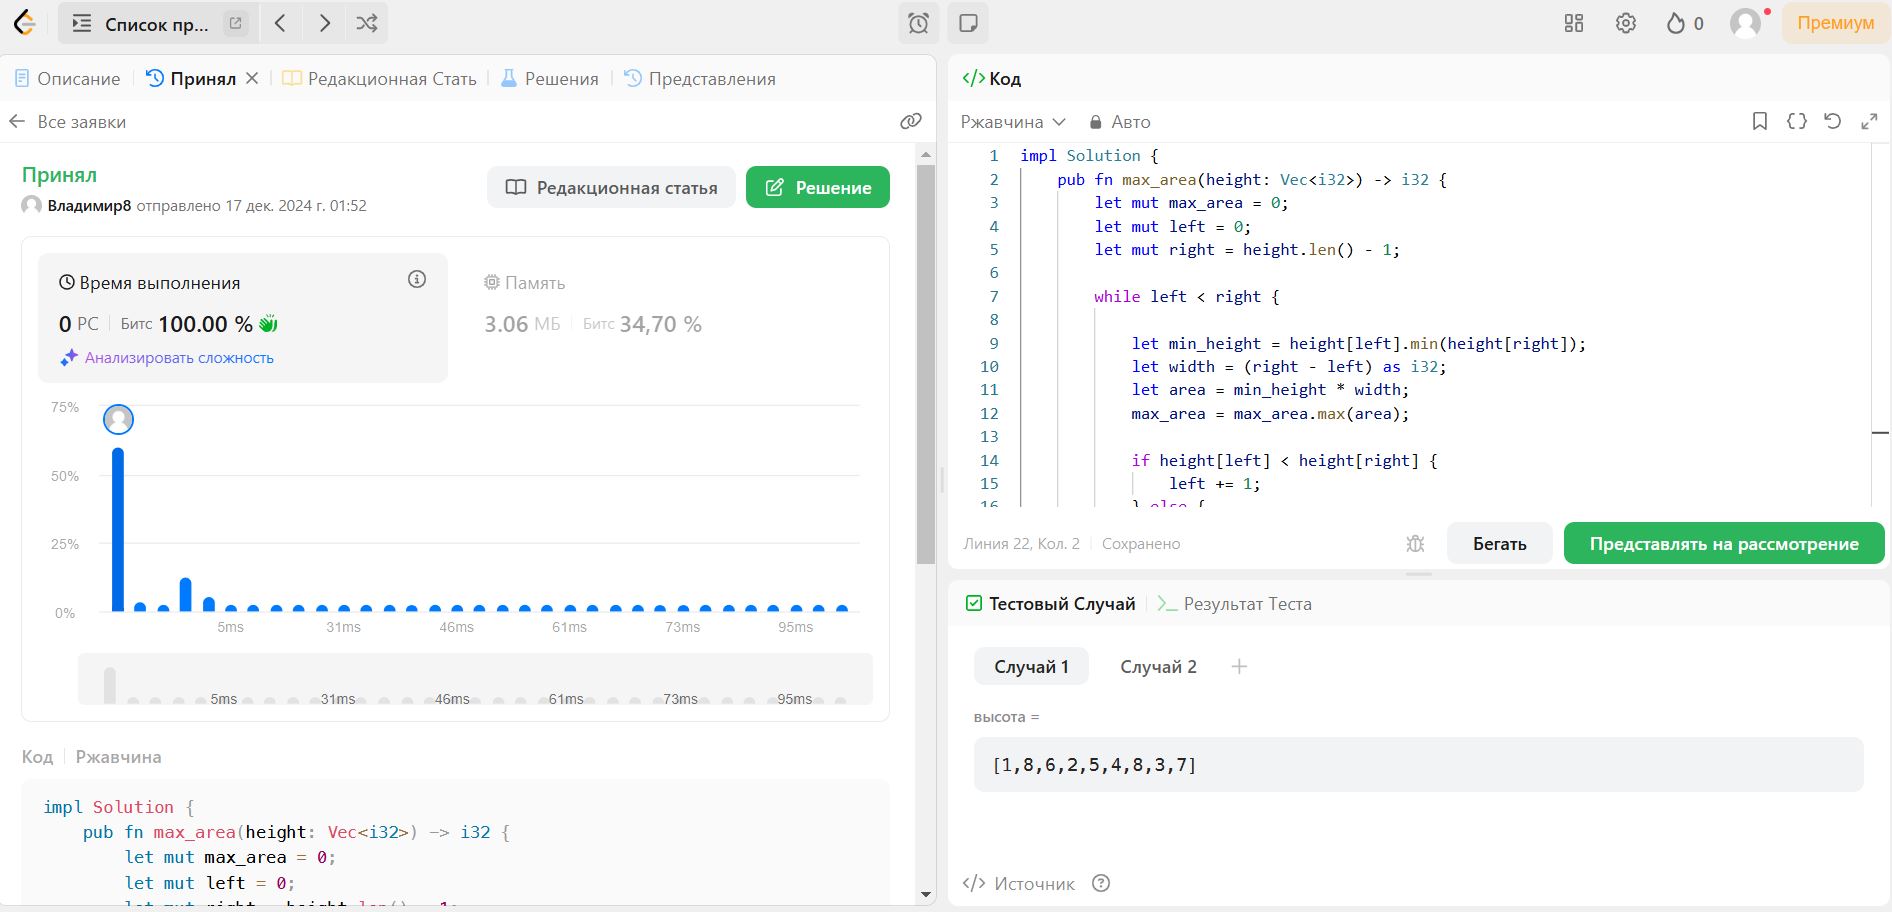 Список пр...
0
Премиум
Описание
Принял
Редакционная Стать
Решения
Представления
Все заявки
Принял
Владимир8 отправлено 17 дек. 2024 г. 01:52
Редакционная статья
Решение
Время выполнения
0 РС
Битс 100.00 %
Анализировать сложность
Память
3.06 МБ
Битс 34,70 %
75%
50%
25%
0%
5ms
31ms
46ms
61ms
73ms
95ms
5ms
31ms
46ms
61ms
73ms
95ms
Код
Ржавчина
impl Solution {
pub fn max_area(height: Vec<i32>) -> i32 {
let mut max_area = 0;
let mut left = 0;
let mut right = height.len() - 1;
</> Код
Ржавчина
Авто
1 impl Solution {
2 pub fn max_area(height: Vec<i32>) -> i32 {
3 let mut max_area = 0;
4 let mut left = 0;
5 let mut right = height.len() - 1;
6
7 while left < right {
8
9 let min_height = height[left].min(height[right]);
10 let width = (right - left) as i32;
11 let area = min_height * width;
12 max_area = max_area.max(area);
13
14 if height[left] < height[right] {
15 left += 1;
16 } else {
Линия 22, Кол. 2
Сохранено
Бегать
Представлять на рассмотрение
Тестовый Случай
Результат Теста
Случай 1
Случай 2
высота =
[1,8,6,2,5,4,8,3,7]
</> Источник